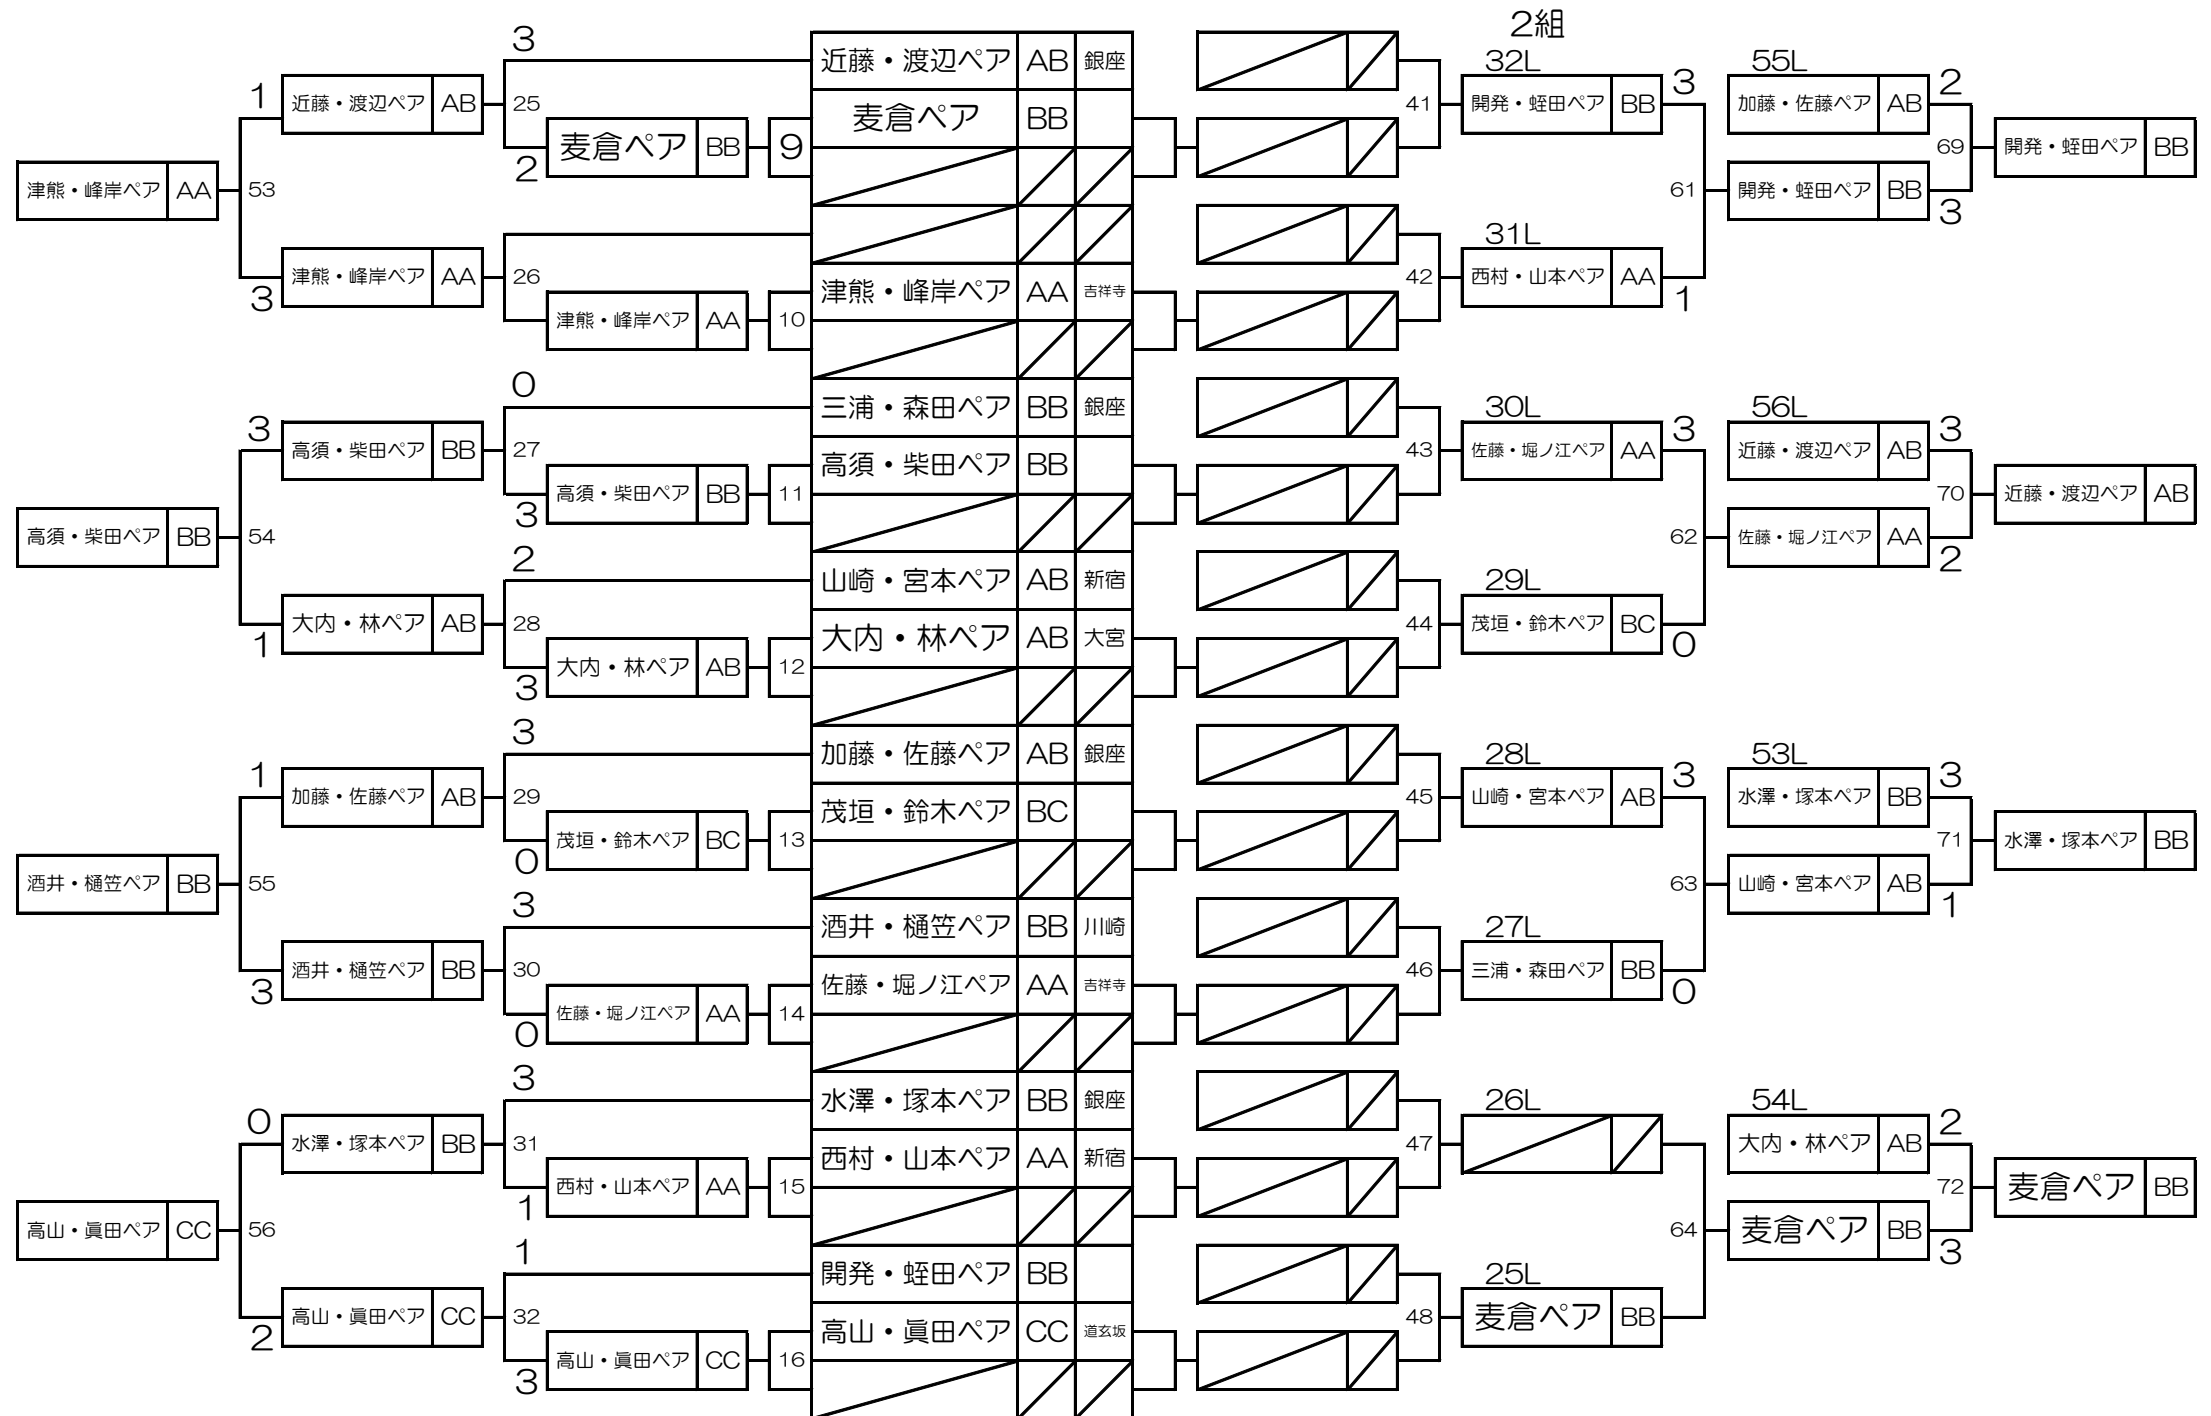 2組
3
近藤・渡辺ペア AB 銀座
32L
55L
1
近藤・渡辺ペア AB
25
41
開発・蛭田ペア BB
3
加藤・佐藤ペア AB
2
麦倉ペア BB
麦倉ペア BB
9
69
開発・蛭田ペア BB
2
津熊・峰岸ペア AA
53
61
開発・蛭田ペア BB
3
31L
津熊・峰岸ペア AA
26
津熊・峰岸ペア AA 吉祥寺
42
西村・山本ペア AA
3
1
津熊・峰岸ペア AA
10
0
三浦・森田ペア BB 銀座
30L
56L
3
高須・柴田ペア BB
27
高須・柴田ペア BB
43
佐藤・堀ノ江ペア AA
3
近藤・渡辺ペア AB
3
高須・柴田ペア BB
11
70
近藤・渡辺ペア AB
3
高須・柴田ペア BB
54
62
佐藤・堀ノ江ペア AA
2
2
山崎・宮本ペア AB 新宿
29L
大内・林ペア AB
28
大内・林ペア AB 大宮
44
茂垣・鈴木ペア BC
1
0
大内・林ペア AB
12
3
3
加藤・佐藤ペア AB 銀座
28L
53L
1
加藤・佐藤ペア AB
29
茂垣・鈴木ペア BC
45
山崎・宮本ペア AB
3
水澤・塚本ペア BB
3
茂垣・鈴木ペア BC
13
71
水澤・塚本ペア BB
0
酒井・樋笠ペア BB
55
63
山崎・宮本ペア AB
1
3
酒井・樋笠ペア BB 川崎
27L
酒井・樋笠ペア BB
30
佐藤・堀ノ江ペア AA 吉祥寺
46
三浦・森田ペア BB
3
0
佐藤・堀ノ江ペア AA
14
0
3
水澤・塚本ペア BB 銀座
26L
54L
0
水澤・塚本ペア BB
31
西村・山本ペア AA 新宿
47
大内・林ペア AB
2
西村・山本ペア AA
15
72
麦倉ペア BB
1
高山・眞田ペア CC
56
64
麦倉ペア BB
3
1
開発・蛭田ペア BB
25L
高山・眞田ペア CC
32
高山・眞田ペア CC 道玄坂
48
麦倉ペア BB
2
高山・眞田ペア CC
16
3